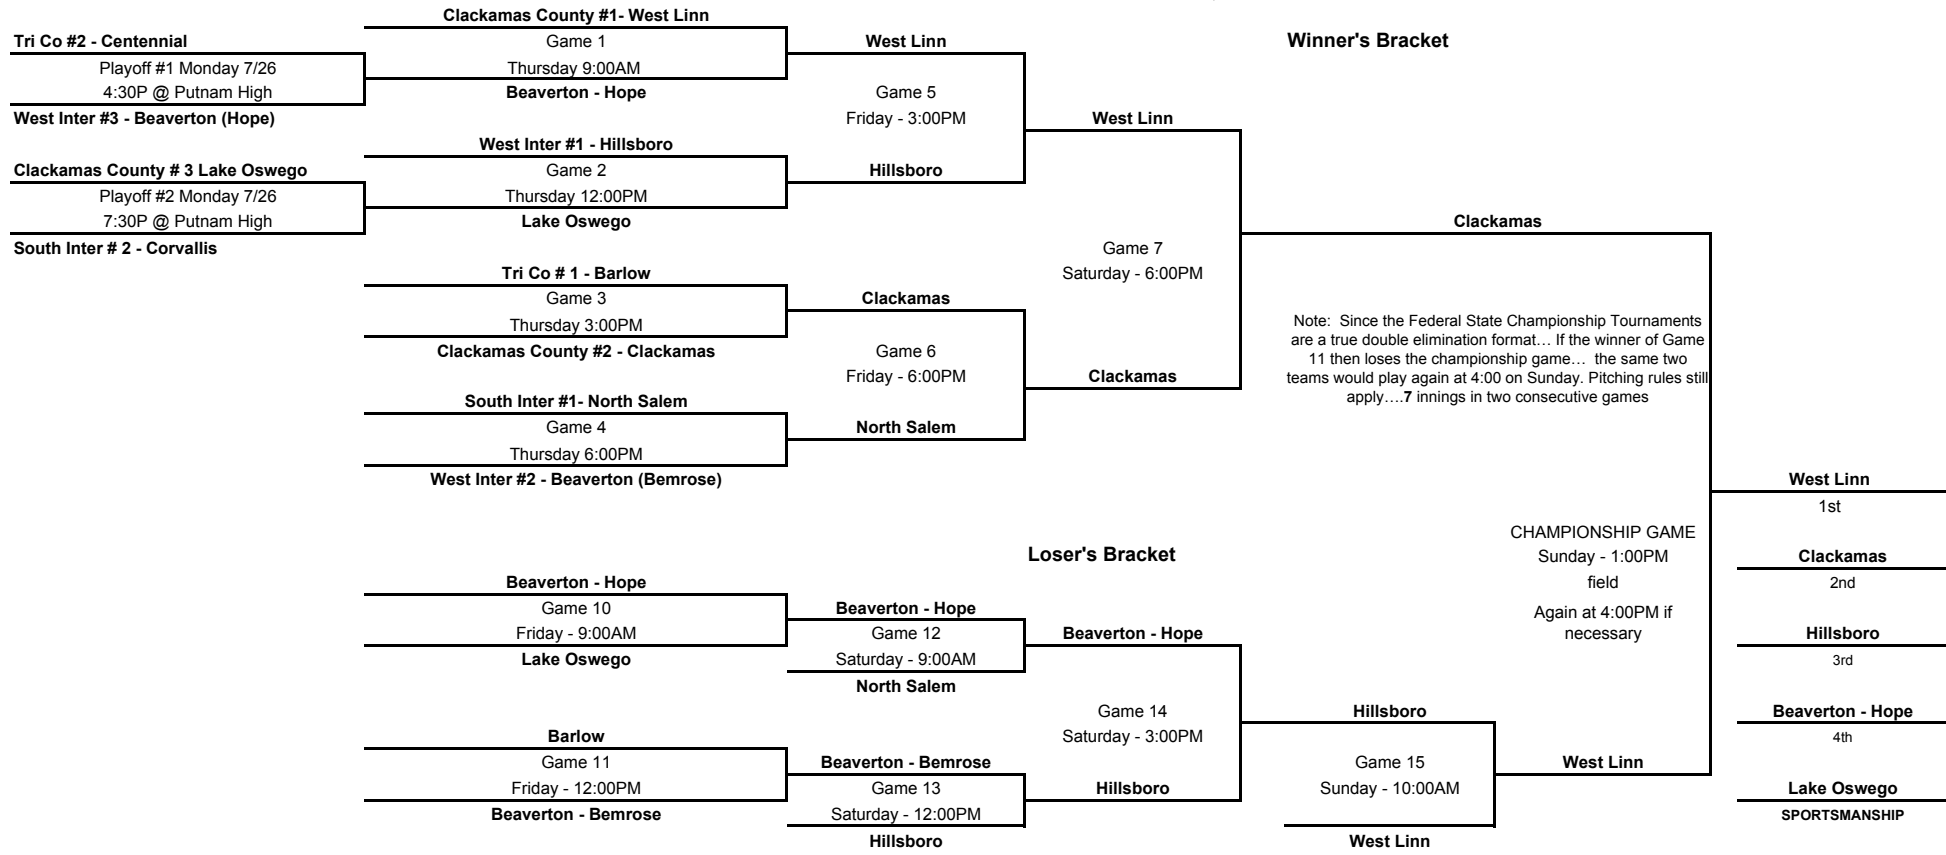 Clackamas County #1- West Linn
Tri Co #2 - Centennial
Game 1
West Linn
Winner's Bracket
Playoff #1 Monday 7/26
Thursday 9:00AM
4:30P @ Putnam High
Beaverton - Hope
Game 5
West Inter #3 - Beaverton (Hope)
Friday - 3:00PM
West Linn
West Inter #1 - Hillsboro
Clackamas County # 3 Lake Oswego
Game 2
Hillsboro
Playoff #2 Monday 7/26
Thursday 12:00PM
7:30P @ Putnam High
Lake Oswego
Clackamas
South Inter # 2 - Corvallis
Game 7
Tri Co # 1 - Barlow
Saturday - 6:00PM
Game 3
Clackamas
Thursday 3:00PM
Note: Since the Federal State Championship Tournaments
are a true double elimination format… If the winner of Game
11 then loses the championship game… the same two
teams would play again at 4:00 on Sunday. Pitching rules still
apply….7 innings in two consecutive games
Clackamas County #2 - Clackamas
Game 6
Friday - 6:00PM
Clackamas
South Inter #1- North Salem
Game 4
North Salem
Thursday 6:00PM
West Inter #2 - Beaverton (Bemrose)
West Linn
1st
CHAMPIONSHIP GAME
Loser's Bracket
Sunday - 1:00PM
Clackamas
Beaverton - Hope
field
2nd
Game 10
Beaverton - Hope
Again at 4:00PM if
necessary
Friday - 9:00AM
Game 12
Beaverton - Hope
Hillsboro
Lake Oswego
Saturday - 9:00AM
3rd
North Salem
Game 14
Hillsboro
Beaverton - Hope
Barlow
Saturday - 3:00PM
4th
Game 11
Beaverton - Bemrose
Game 15
West Linn
Friday - 12:00PM
Game 13
Hillsboro
Sunday - 10:00AM
Lake Oswego
Beaverton - Bemrose
Saturday - 12:00PM
SPORTSMANSHIP
Hillsboro
West Linn